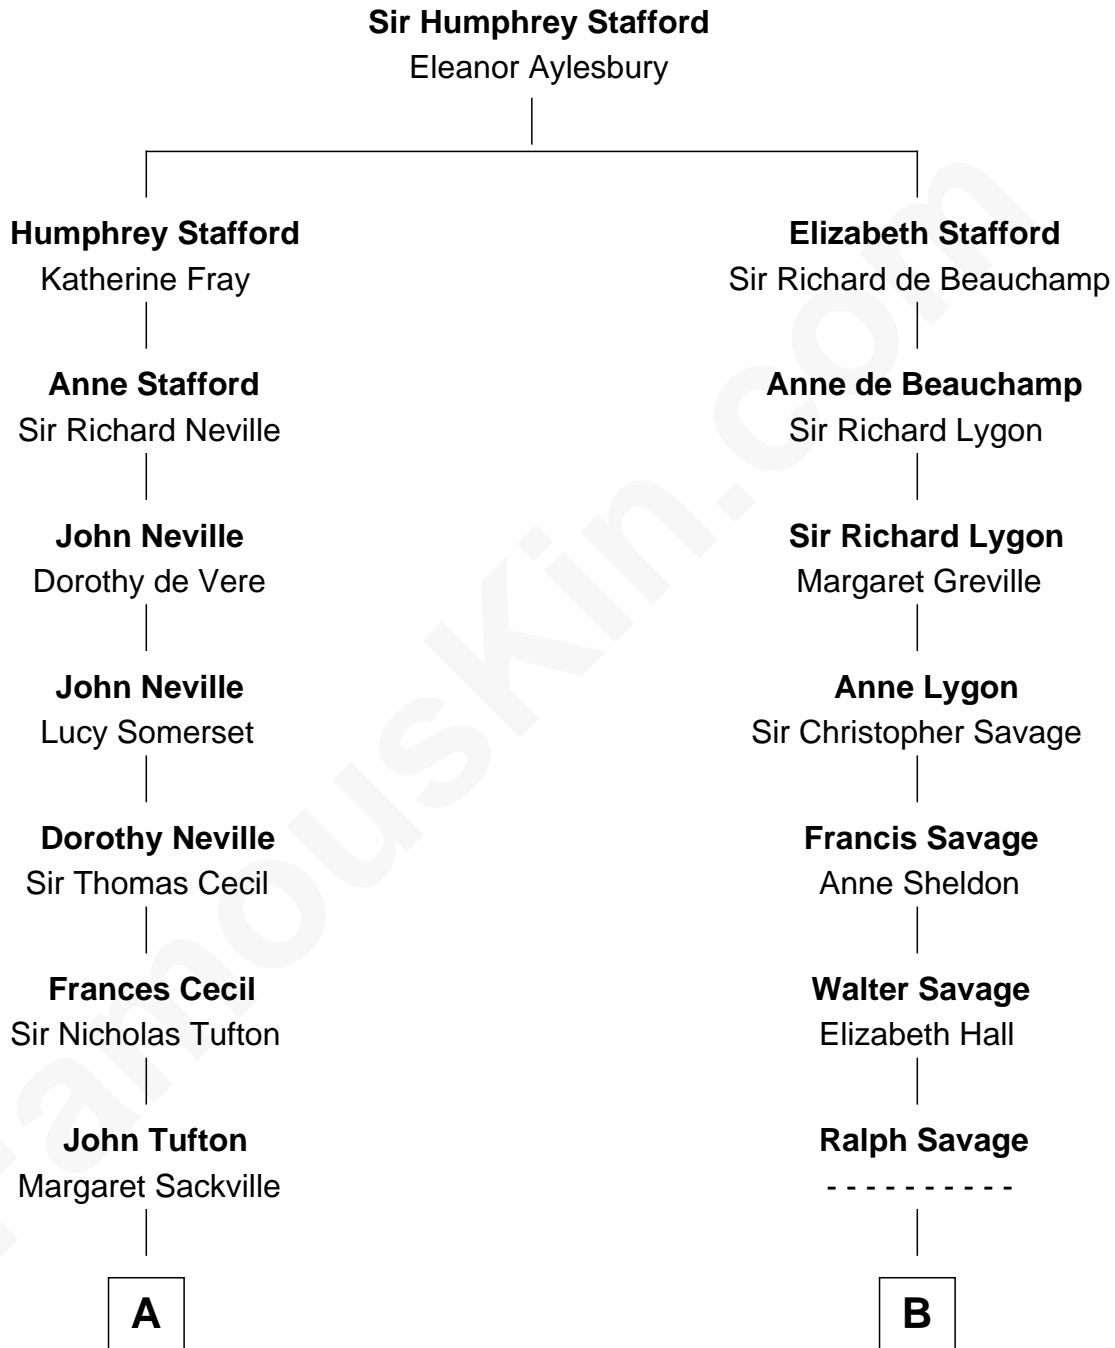 Sir Humphrey Stafford
Eleanor Aylesbury
Humphrey Stafford
Katherine Fray
Elizabeth Stafford
Sir Richard de Beauchamp
Anne Stafford
Sir Richard Neville
Anne de Beauchamp
Sir Richard Lygon
John Neville
Dorothy de Vere
Sir Richard Lygon
Margaret Greville
John Neville
Lucy Somerset
Anne Lygon
Sir Christopher Savage
Dorothy Neville
Sir Thomas Cecil
Francis Savage
Anne Sheldon
Frances Cecil
Sir Nicholas Tufton
Walter Savage
Elizabeth Hall
John Tufton
Margaret Sackville
Ralph Savage
- - - - - - - - - -
A
B
FamousKin.com